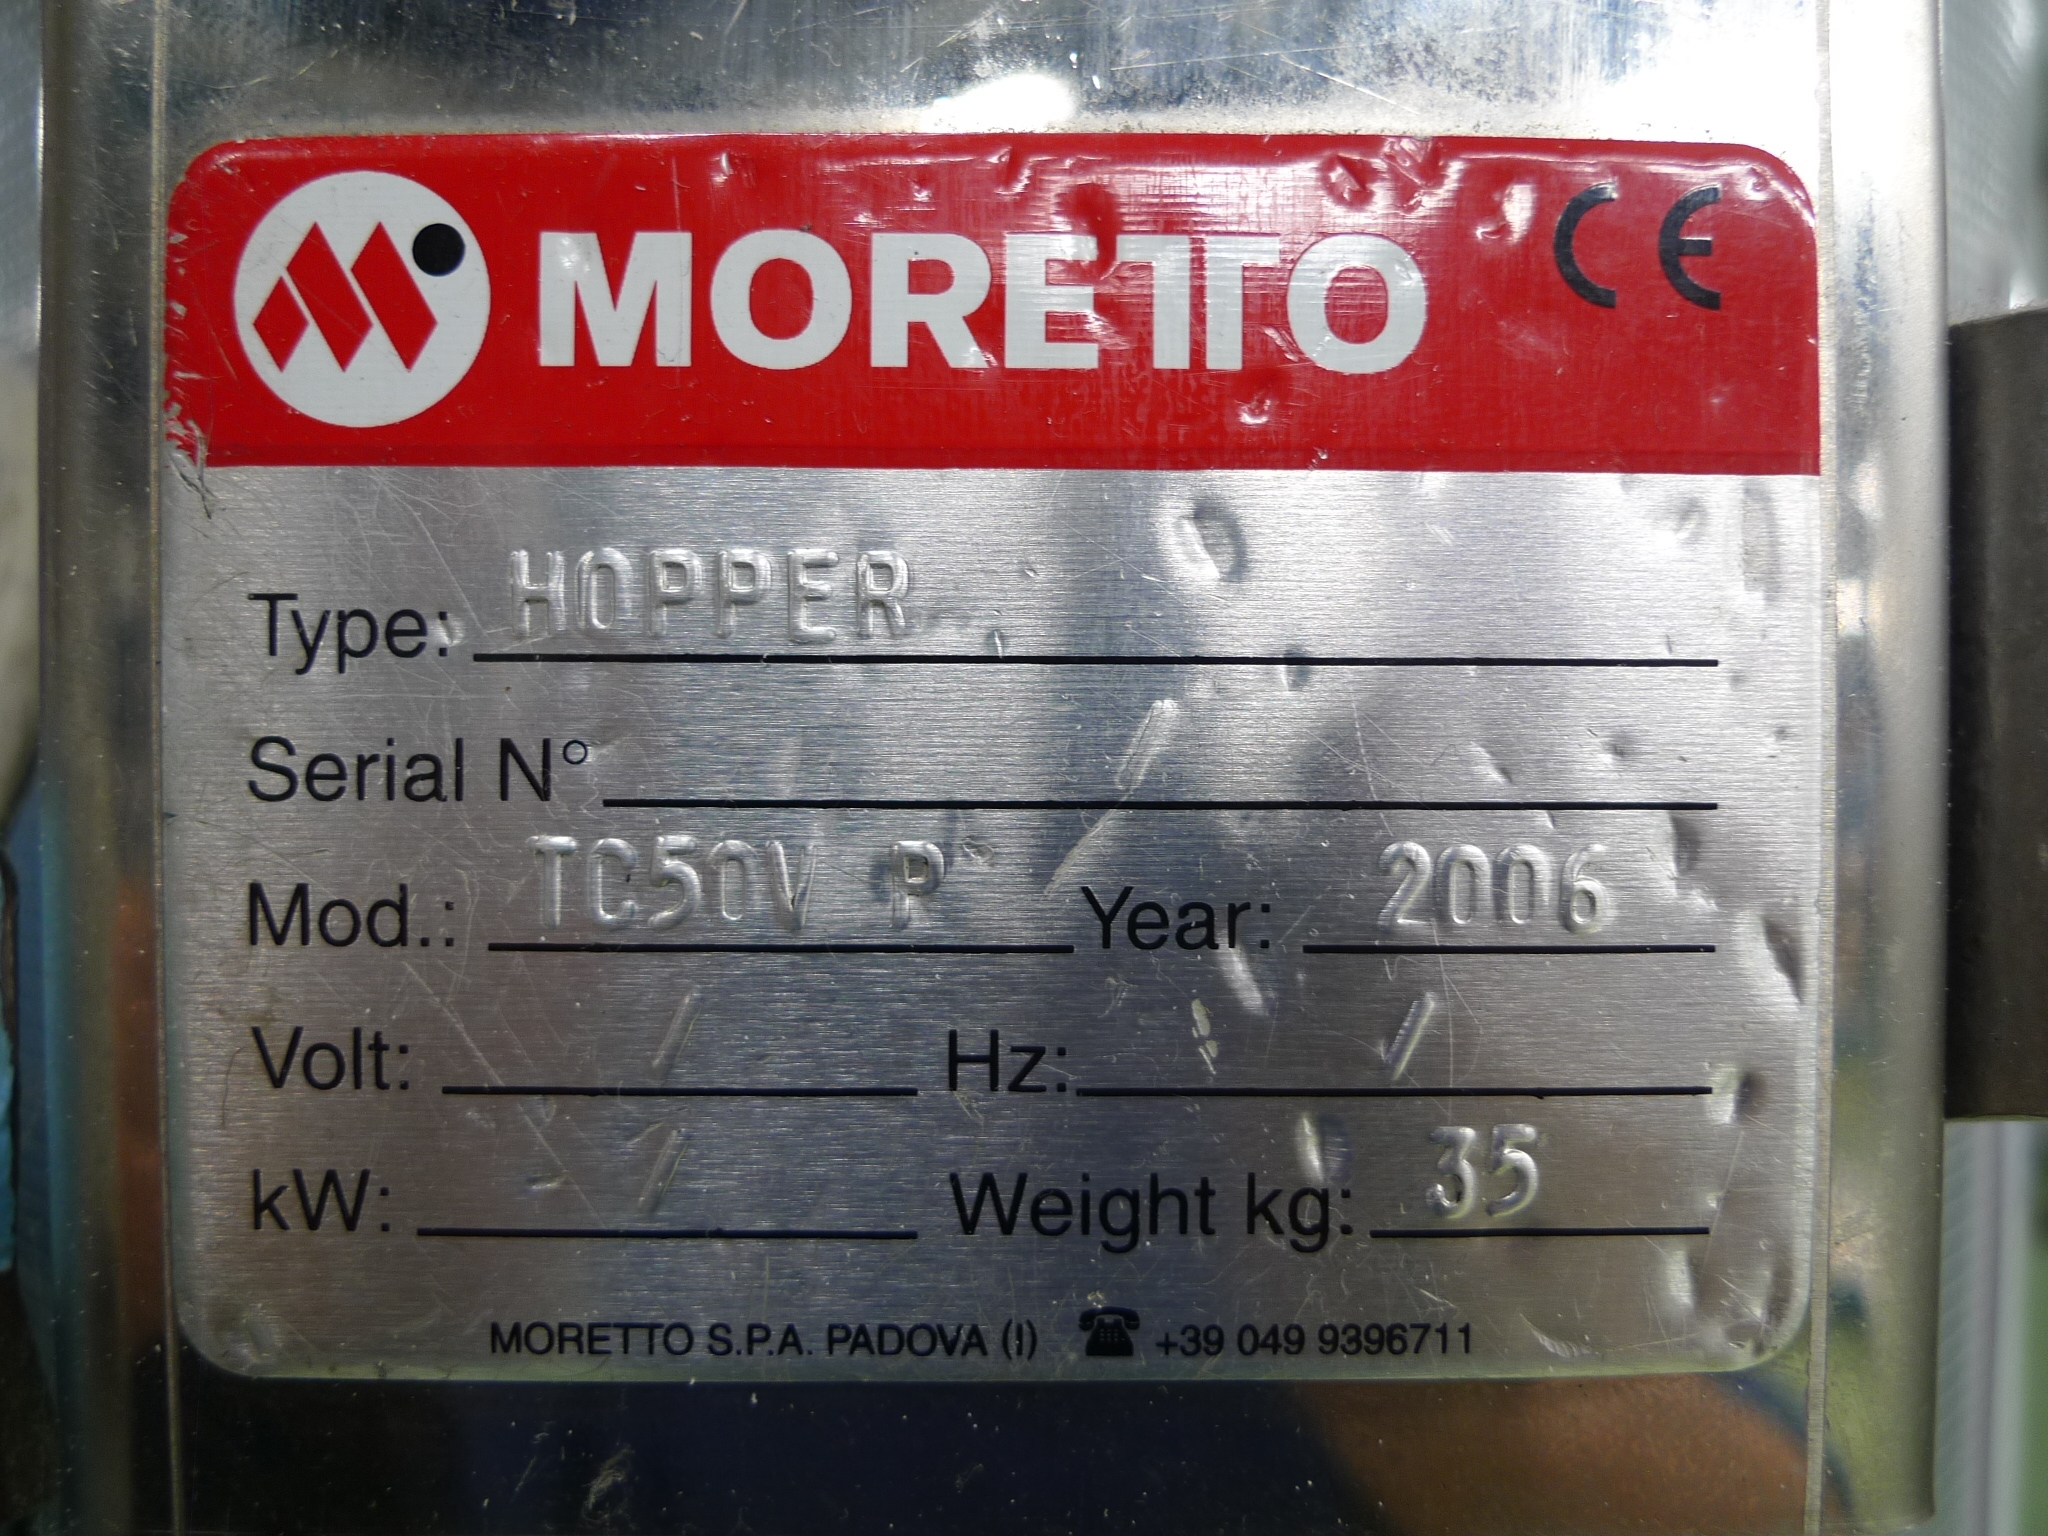 MORETTO CE
Type: HOPPER
Serial N°
Mod.: TC50V P Year: 2006
Volt: / Hz: /
kW: / Weight kg: 35
MORETTO S.P.A. PADOVA (I) ☎ +39 049 9396711